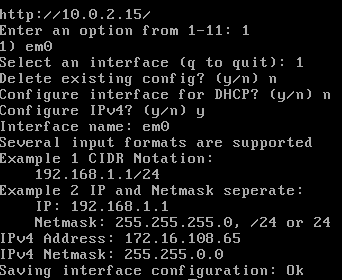 http://10.0.2.15/
Enter an option from 1-11: 1
1) em0
Select an interface (q to quit): 1
Delete existing config? (y/n) n
Configure interface for DHCP? (y/n) n
Configure IPv4? (y/n) y
Interface name: em0
Several input formats are supported
Example 1 CIDR Notation:
    192.168.1.1/24
Example 2 IP and Netmask seperate:
    IP: 192.168.1.1
    Netmask: 255.255.255.0, /24 or 24
IPv4 Address: 172.16.108.65
IPv4 Netmask: 255.255.0.0
Saving interface configuration: Ok